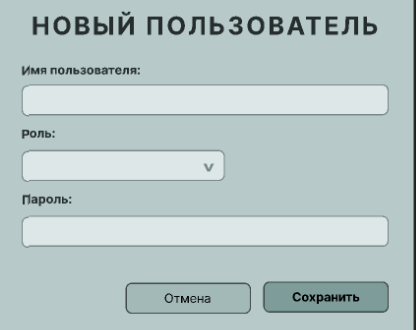 НОВЫЙ ПОЛЬЗОВАТЕЛЬ
Имя пользователя:
Роль:
Пароль:
Отмена
Сохранить